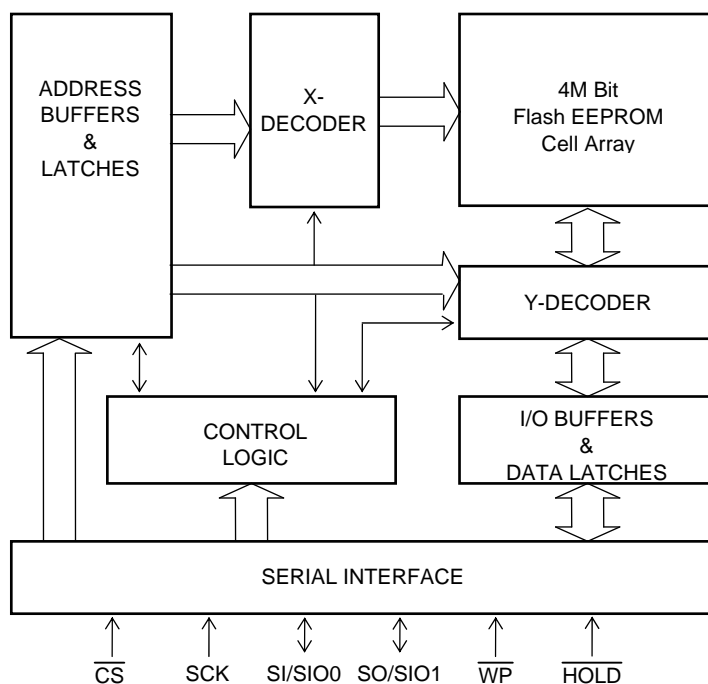 ADDRESS
BUFFERS
&
LATCHES
X-
DECODER
4M Bit
Flash EEPROM
Cell Array
Y-DECODER
CONTROL
LOGIC
I/O BUFFERS
&
DATA LATCHES
SERIAL INTERFACE
CS SCK SI/SIO0 SO/SIO1 WP HOLD